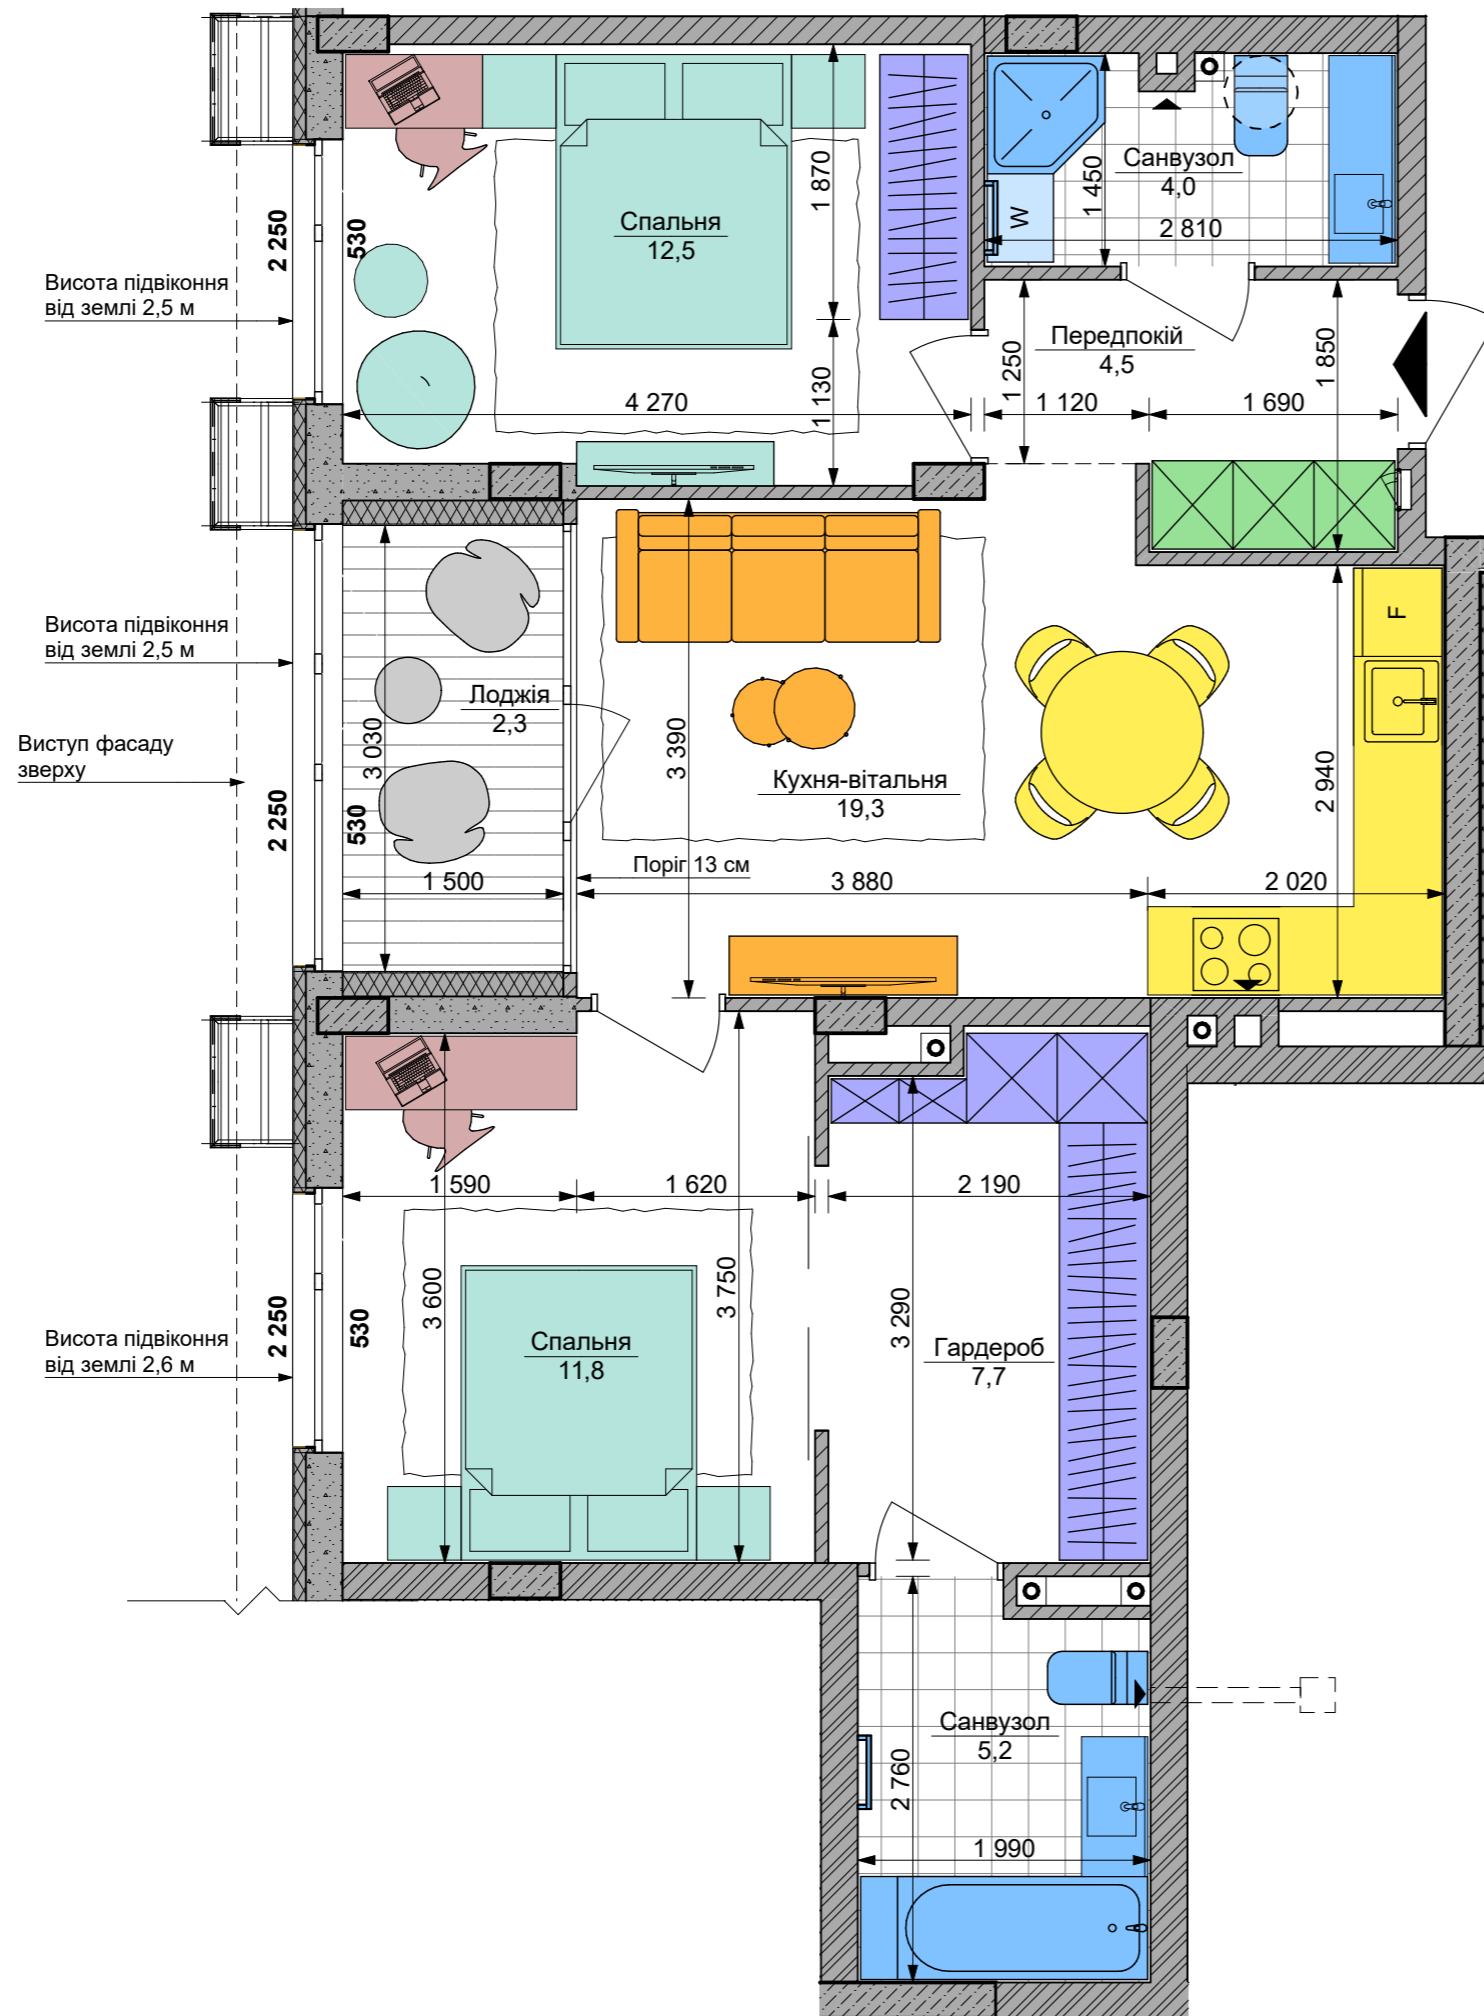 Спальня
12,5
1 870
1 130
4 270
2 250
530
Висота підвіконня
від землі 2,5 м
Санвузол
4,0
1 450
2 810
W
Передпокій
4,5
1 250
1 850
1 120
1 690
Висота підвіконня
від землі 2,5 м
Виступ фасаду
зверху
2 250
530
Лоджія
2,3
3 030
1 500
3 390
Кухня-вітальня
19,3
Поріг 13 см
3 880
2 020
2 940
F
Висота підвіконня
від землі 2,6 м
2 250
530
1 590
1 620
2 190
3 600
3 750
Спальня
11,8
3 290
Гардероб
7,7
Санвузол
5,2
2 760
1 990